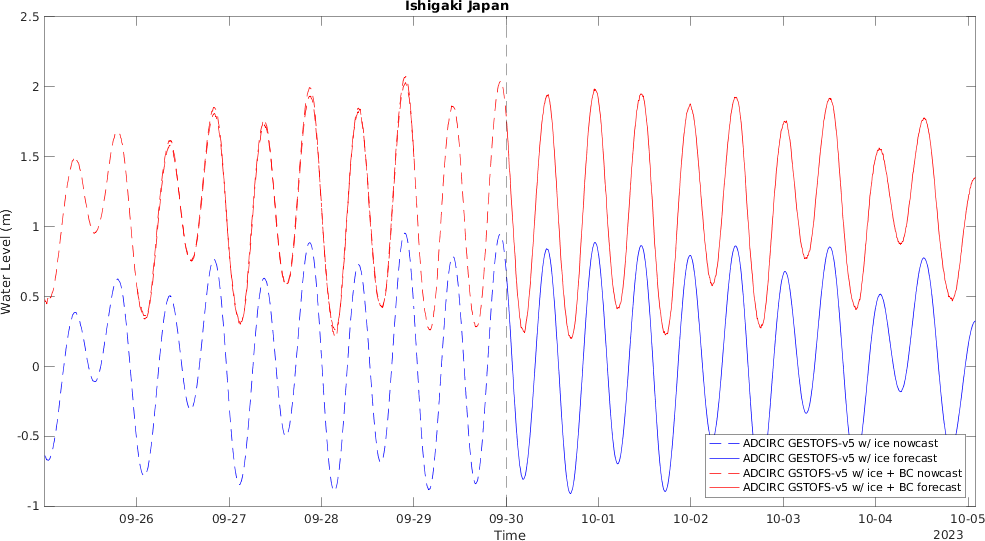 Ishigaki Japan
2.5
2
1.5
1
0.5
0
-0.5
-1
Water Level (m)
ADCIRC GESTOFS-v5 w/ ice nowcast
ADCIRC GESTOFS-v5 w/ ice forecast
ADCIRC GSTOFS-v5 w/ ice + BC nowcast
ADCIRC GSTOFS-v5 w/ ice + BC forecast
09-26 09-27 09-28 09-29 09-30 10-01 10-02 10-03 10-04 10-05
Time
2023